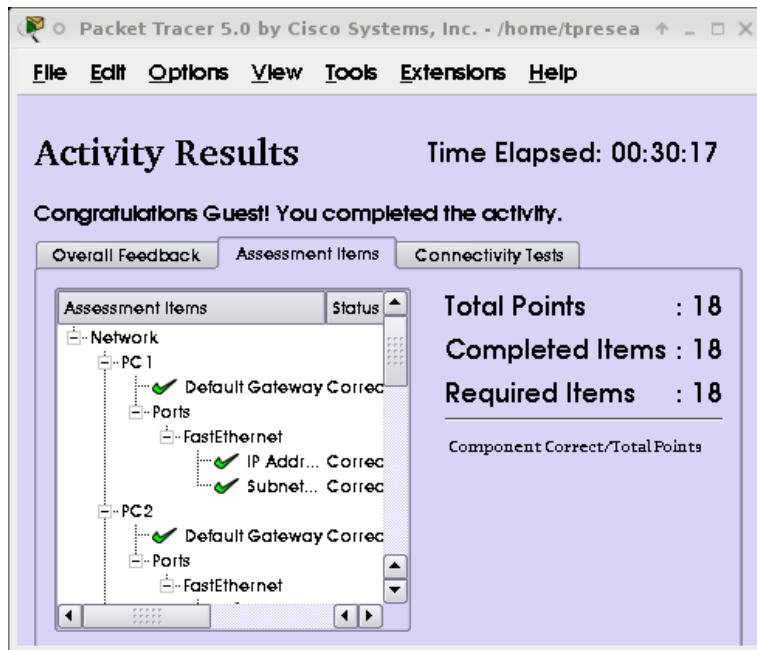 Packet Tracer 5.0 by Cisco Systems, Inc. - /home/tpresea
File Edit Options View Tools Extensions Help
Activity Results
Time Elapsed: 00:30:17
Congratulations Guest! You completed the activity.
Overall Feedback
Assessment Items
Connectivity Tests
Assessment Items
Status
Network
PC1
Default Gateway Correc
Ports
FastEthernet
IP Addr... Correc
Subnet... Correc
PC2
Default Gateway Correc
Ports
FastEthernet
Total Points : 18
Completed Items : 18
Required Items : 18
Component Correct/Total Points